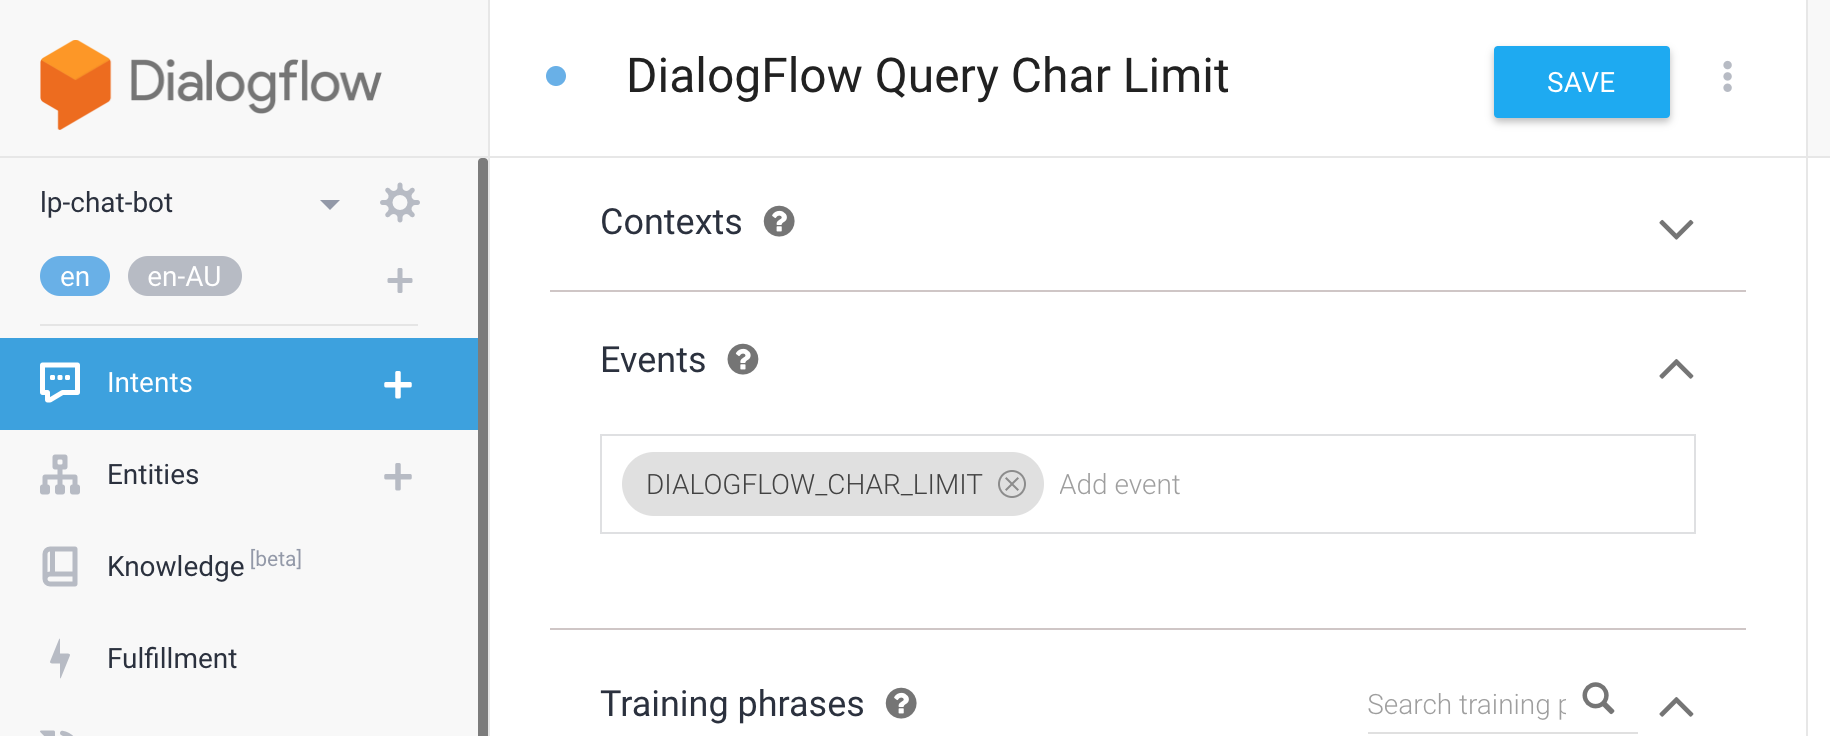 Dialogflow
DialogFlow Query Char Limit
SAVE
lp-chat-bot
en
en-AU
Intents
Entities
Knowledge [beta]
Fulfillment
Contexts
Events
DIALOGFLOW_CHAR_LIMIT
Add event
Training phrases
Search training p